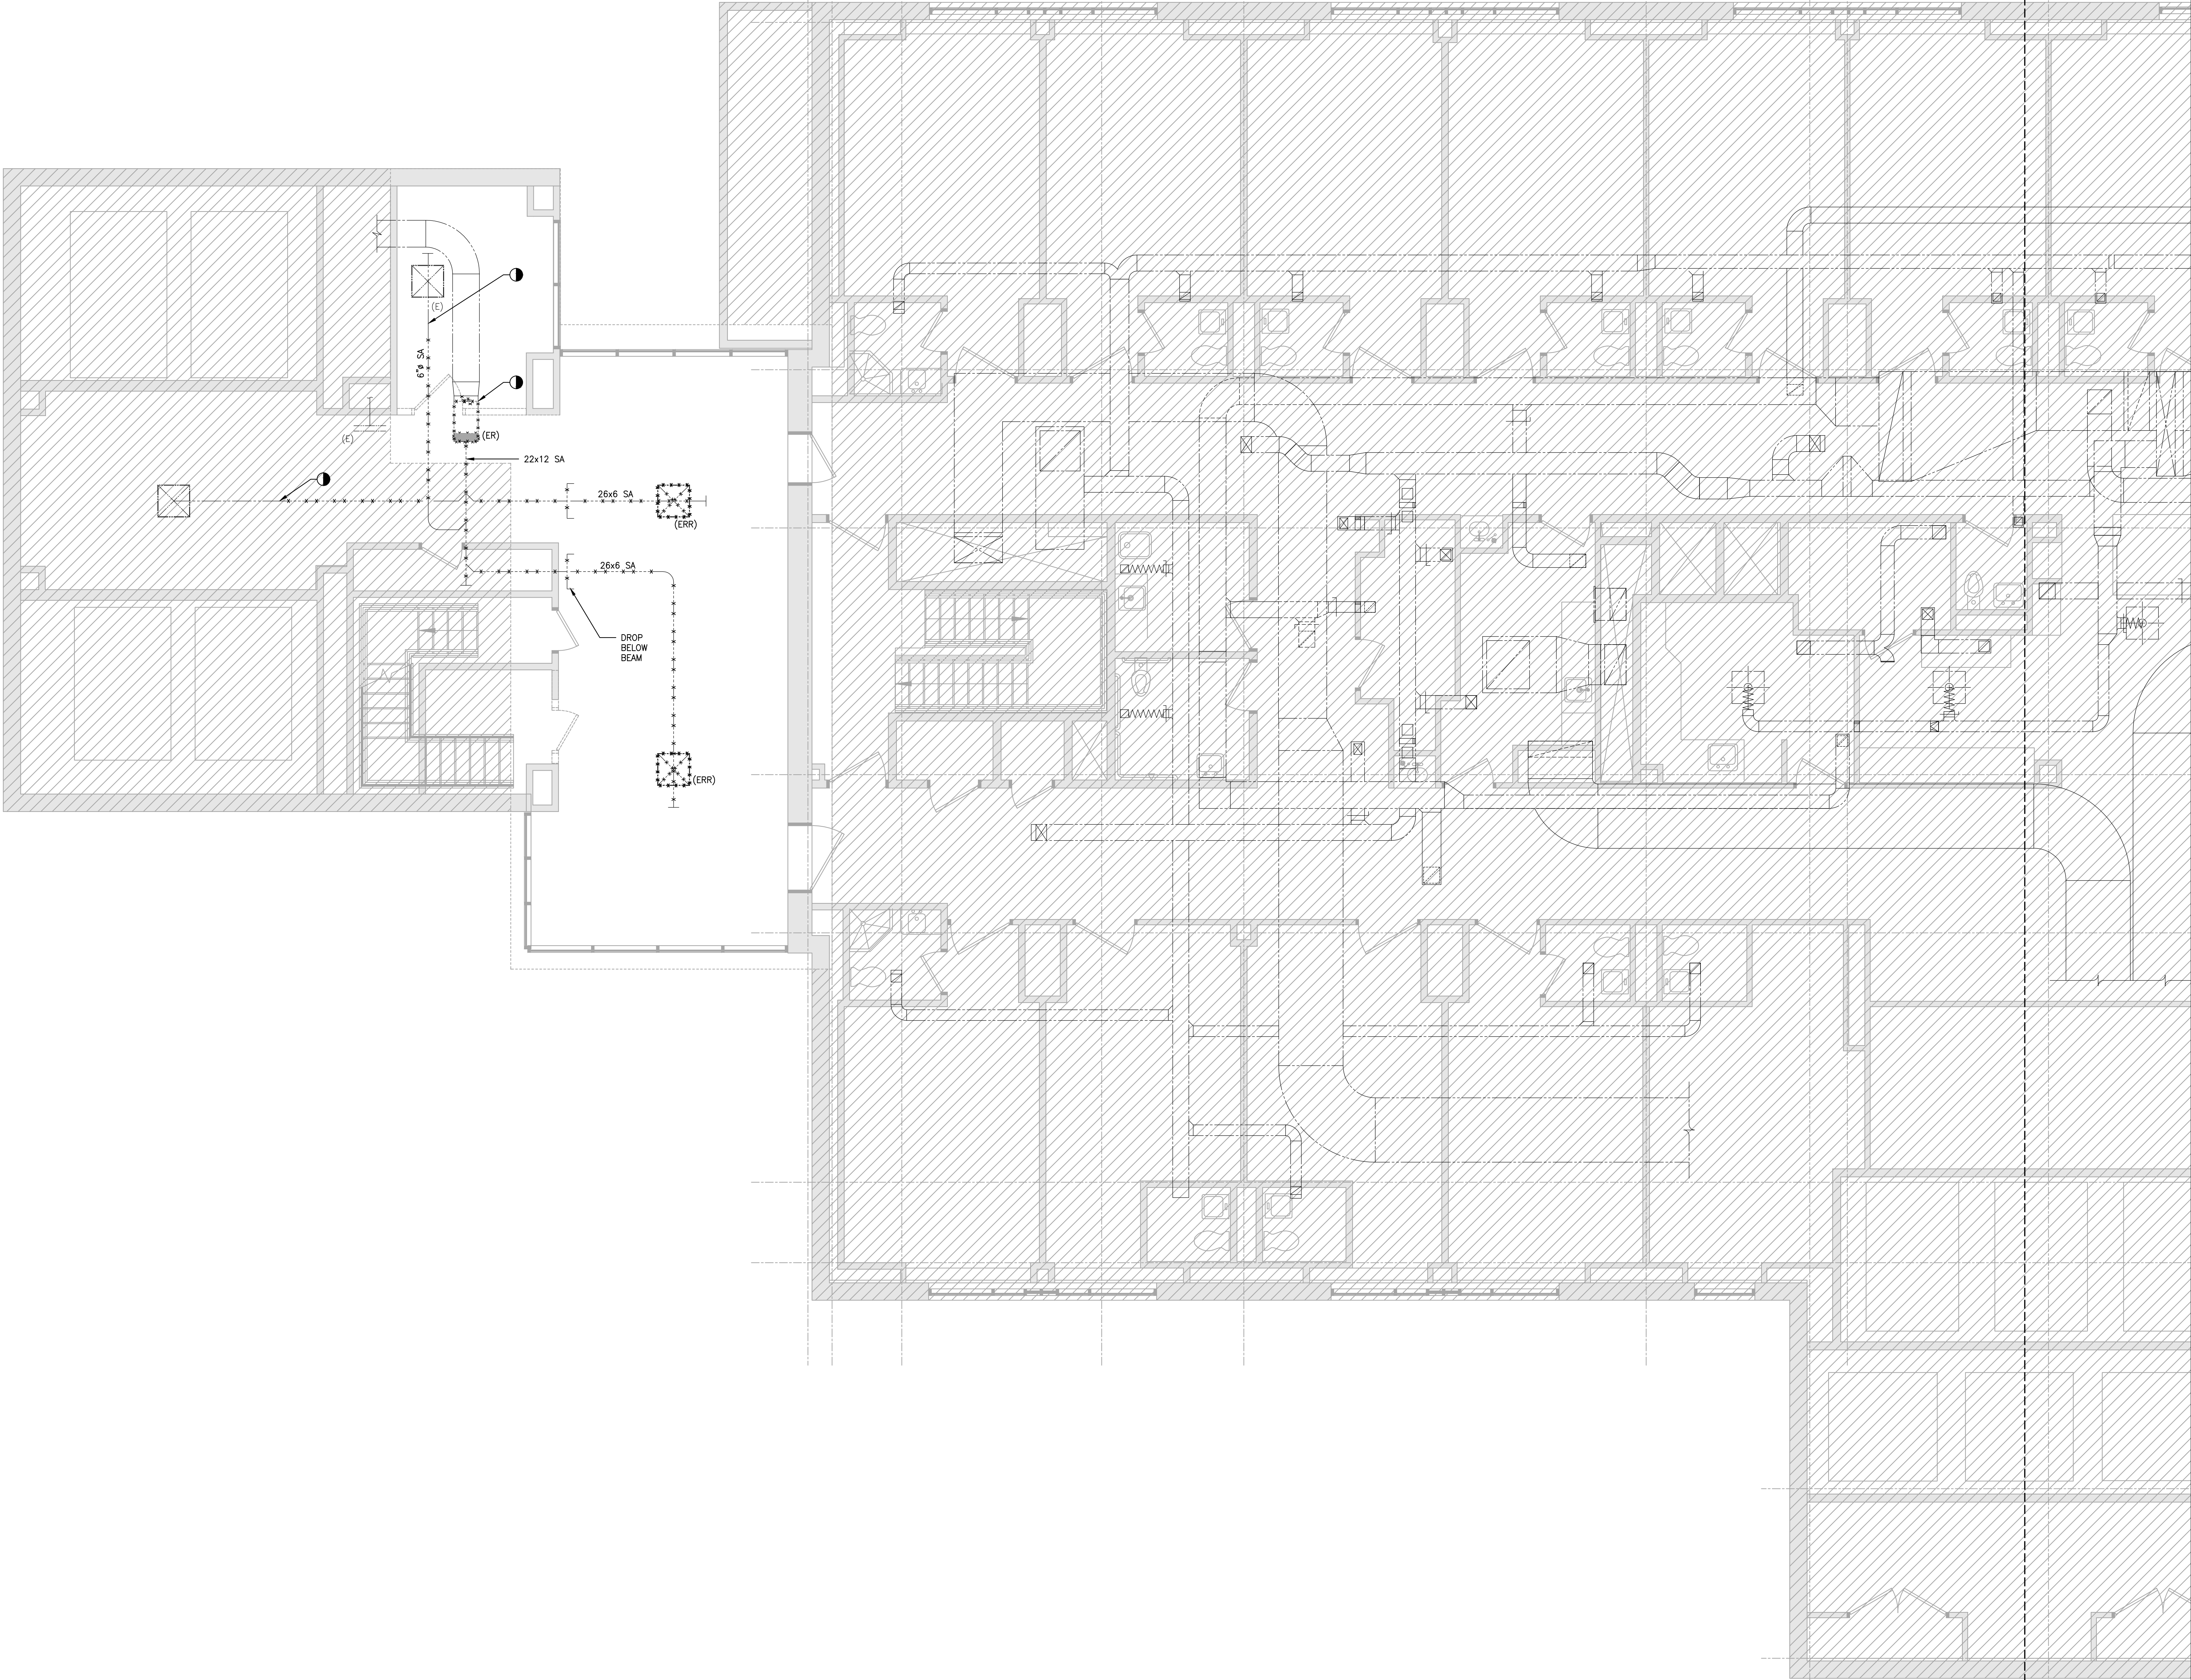 (E)
6"ø SA
(E)
(ER)
22x12 SA
26x6 SA
(ERR)
26x6 SA
DROP
BELOW
BEAM
(ERR)